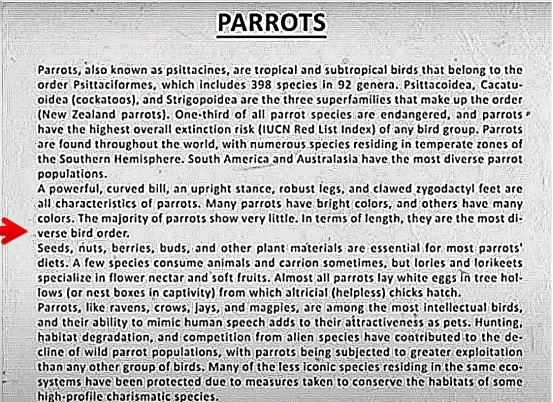 PARROTS
Parrots, also known as psittacines, are tropical and subtropical birds that belong to the
order Psittaciformes, which includes 398 species in 92 genera. Psittacoidea, Cacatu-
oidea (cockatoos), and Strigopoidea are the three superfamilies that make up the order
(New Zealand parrots). One-third of all parrot species are endangered, and parrots
have the highest overall extinction risk (IUCN Red List Index) of any bird group. Parrots
are found throughout the world, with numerous species residing in temperate zones of
the Southern Hemisphere. South America and Australasia have the most diverse parrot
populations.
A powerful, curved bill, an upright stance, robust legs, and clawed zygodactyl feet are
all characteristics of parrots. Many parrots have bright colors, and others have many
colors. The majority of parrots show very little. In terms of length, they are the most di-
verse bird order.
Seeds, nuts, berries, buds, and other plant materials are essential for most parrots'
diets. A few species consume animals and carrion sometimes, but lories and lorikeets
specialize in flower nectar and soft fruits. Almost all parrots lay white eggs in tree hol-
lows (or nest boxes in captivity) from which altricial (helpless) chicks hatch.
Parrots, like ravens, crows, jays, and magpies, are among the most intellectual birds,
and their ability to mimic human speech adds to their attractiveness as pets. Hunting,
habitat degradation, and competition from alien species have contributed to the de-
cline of wild parrot populations, with parrots being subjected to greater exploitation
than any other group of birds. Many of the less iconic species residing in the same eco-
systems have been protected due to measures taken to conserve the habitats of some
high-profile charismatic species.